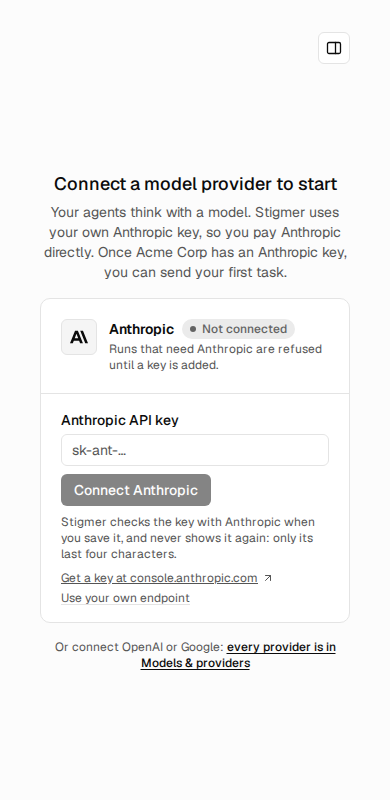 Connect a model provider to start
Your agents think with a model. Stigmer uses
your own Anthropic key, so you pay Anthropic
directly. Once Acme Corp has an Anthropic key,
you can send your first task.
Anthropic
Not connected
Runs that need Anthropic are refused
until a key is added.
Anthropic API key
sk-ant-...
Connect Anthropic
Stigmer checks the key with Anthropic when
you save it, and never shows it again: only its
last four characters.
Get a key at console.anthropic.com
Use your own endpoint
Or connect OpenAI or Google: every provider is in
Models & providers